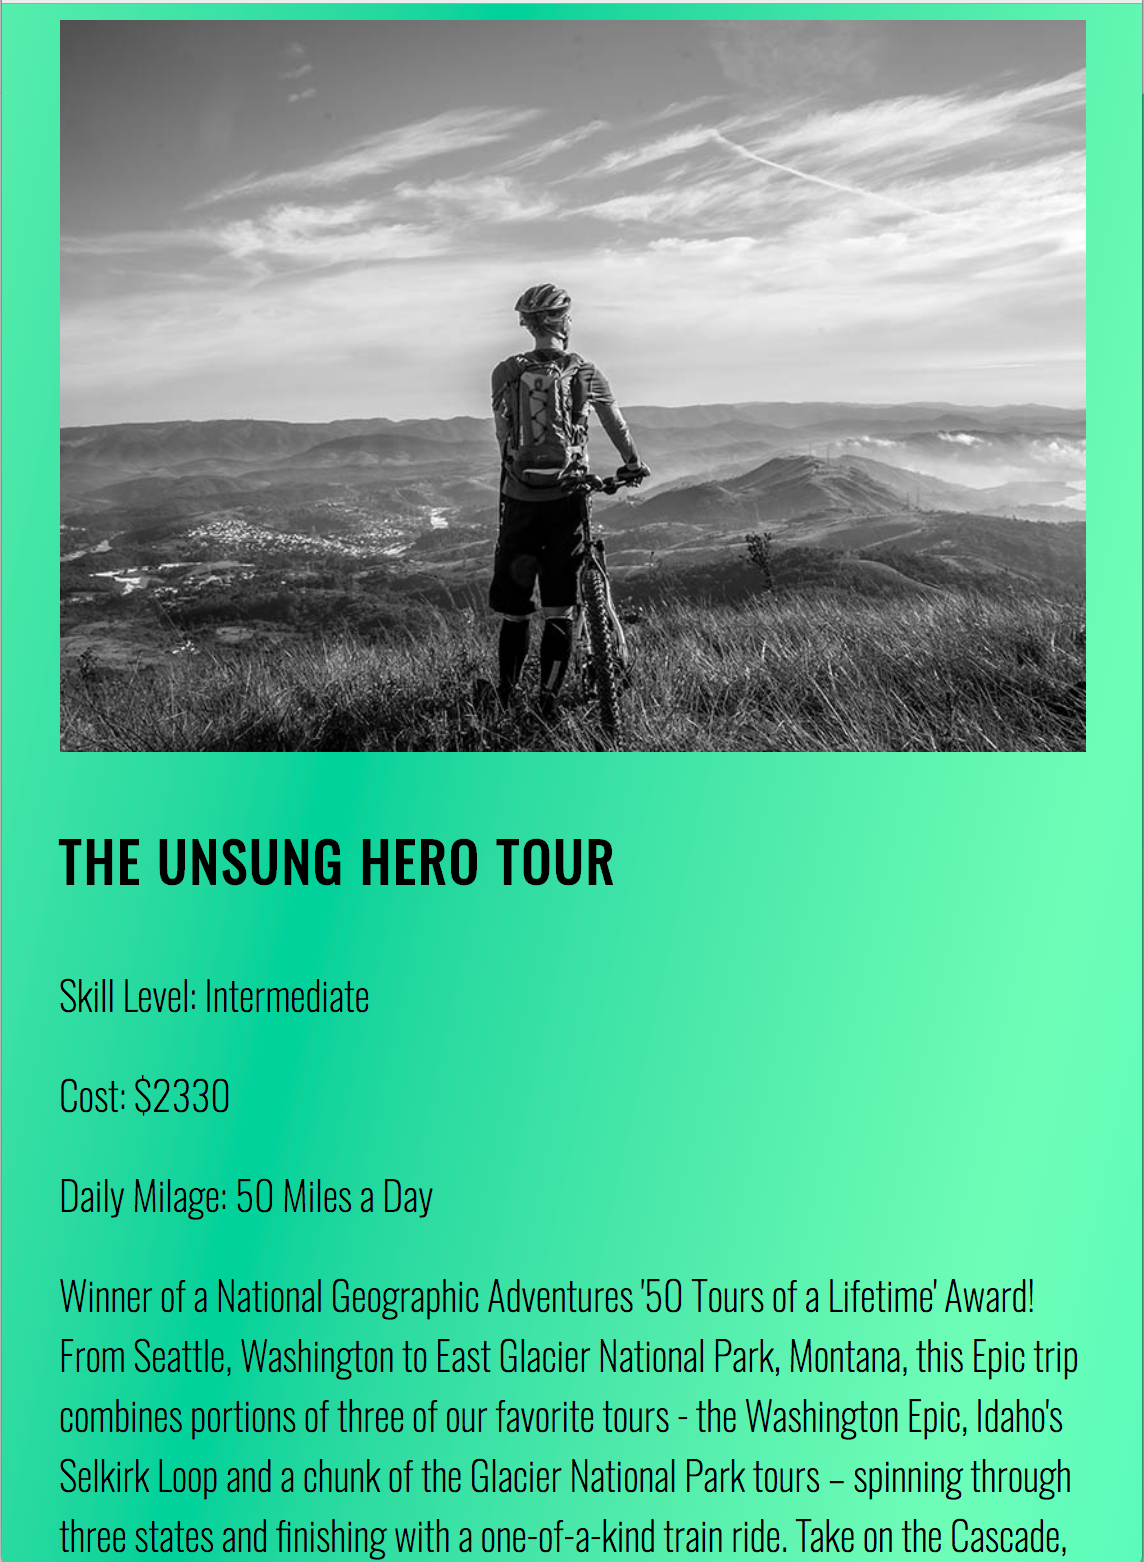 THE UNSUNG HERO TOUR
Skill Level: Intermediate
Cost: $2330
Daily Milage: 50 Miles a Day
Winner of a National Geographic Adventures '50 Tours of a Lifetime' Award!
From Seattle, Washington to East Glacier National Park, Montana, this Epic trip
combines portions of three of our favorite tours - the Washington Epic, Idaho's
Selkirk Loop and a chunk of the Glacier National Park tours – spinning through
three states and finishing with a one-of-a-kind train ride. Take on the Cascade,